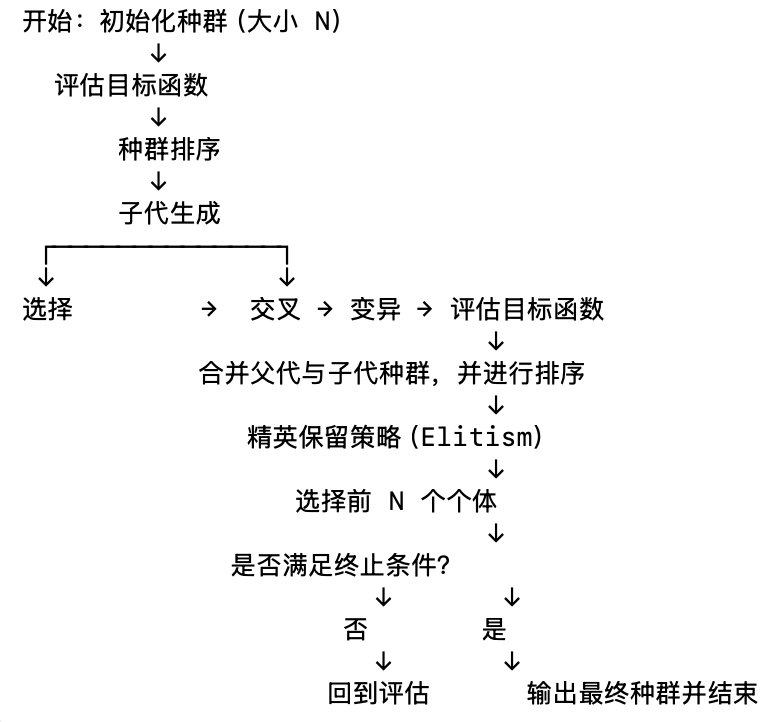 开始：初始化种群(大小 N)
↓
评估目标函数
↓
种群排序
↓
子代生成
↓ ↓
选择 → 交叉 → 变异 → 评估目标函数
↓
合并父代与子代种群，并进行排序
↓
精英保留策略(Elitism)
↓
选择前 N 个个体
↓
是否满足终止条件?
↓ ↓
否 是
↓ ↓
回到评估 输出最终种群并结束